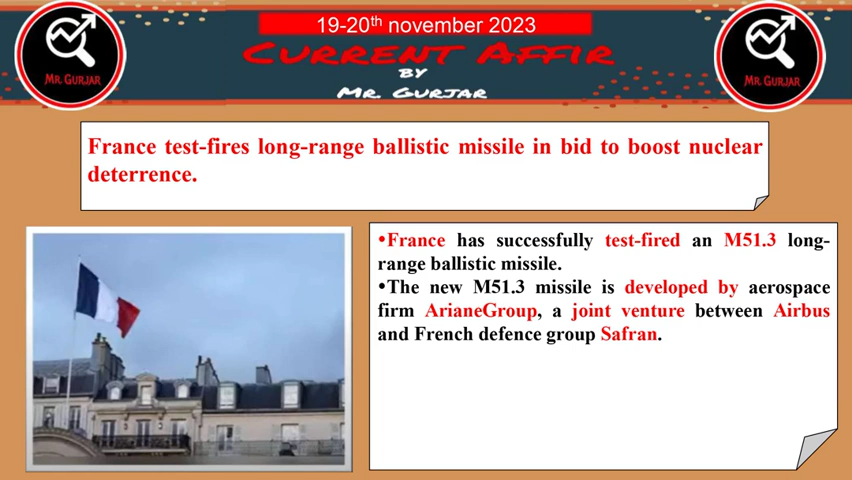 19-20th november 2023
CURRENT AFFIR
BY
MR. GURJAR
MR. GURJAR
MR. GURJAR
France test-fires long-range ballistic missile in bid to boost nuclear
deterrence.
•France has successfully test-fired an M51.3 long-
range ballistic missile.
•The new M51.3 missile is developed by aerospace
firm ArianeGroup, a joint venture between Airbus
and French defence group Safran.